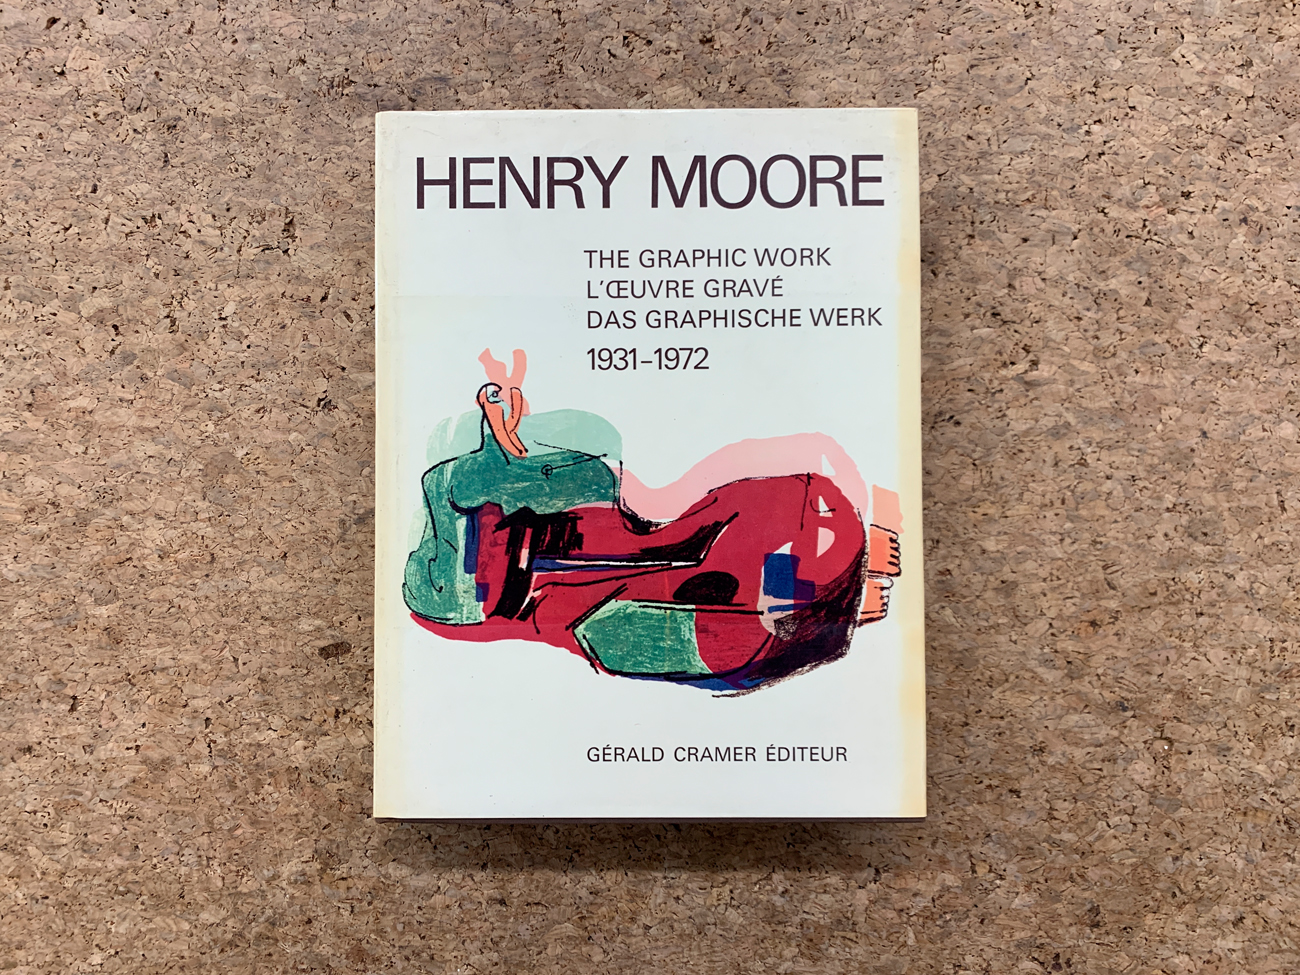 HENRY MOORE
THE GRAPHIC WORK
L'ŒUVRE GRAVÉ
DAS GRAPHISCHE WERK
1931–1972
GÉRALD CRAMER ÉDITEUR